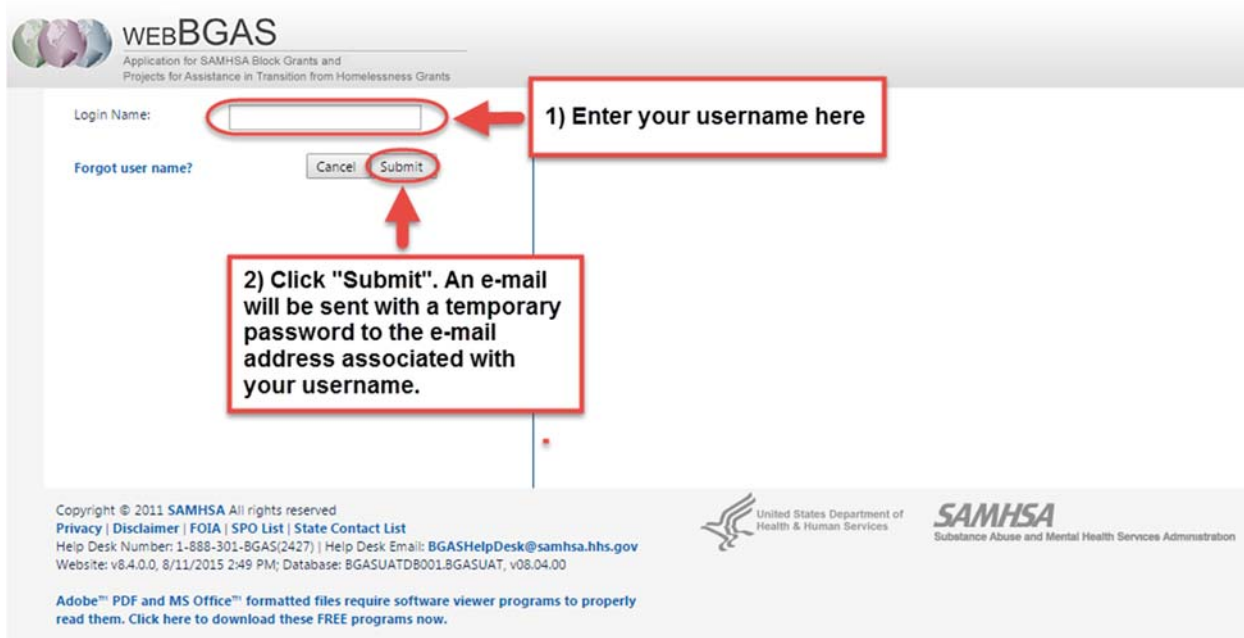 WEBBGAS
Application for SAMHSA Block Grants and
Projects for Assistance in Transition from Homelessness Grants
Login Name:
1) Enter your username here
Forgot user name?
Cancel
Submit
2) Click "Submit". An e-mail
will be sent with a temporary
password to the e-mail
address associated with
your username.
Copyright © 2011 SAMHSA All rights reserved
Privacy | Disclaimer | FOIA | SPO List | State Contact List
Help Desk Number: 1-888-301-BGAS(2427) | Help Desk Email: BGASHelpDesk@samhsa.hhs.gov
Website: v8.4.0.0, 8/11/2015 2:49 PM; Database: BGASUATDB001.BGASUAT, v08.04.00
Adobe™ PDF and MS Office™ formatted files require software viewer programs to properly
read them. Click here to download these FREE programs now.
United States Department of
Health & Human Services
SAMHSA
Substance Abuse and Mental Health Services Administration